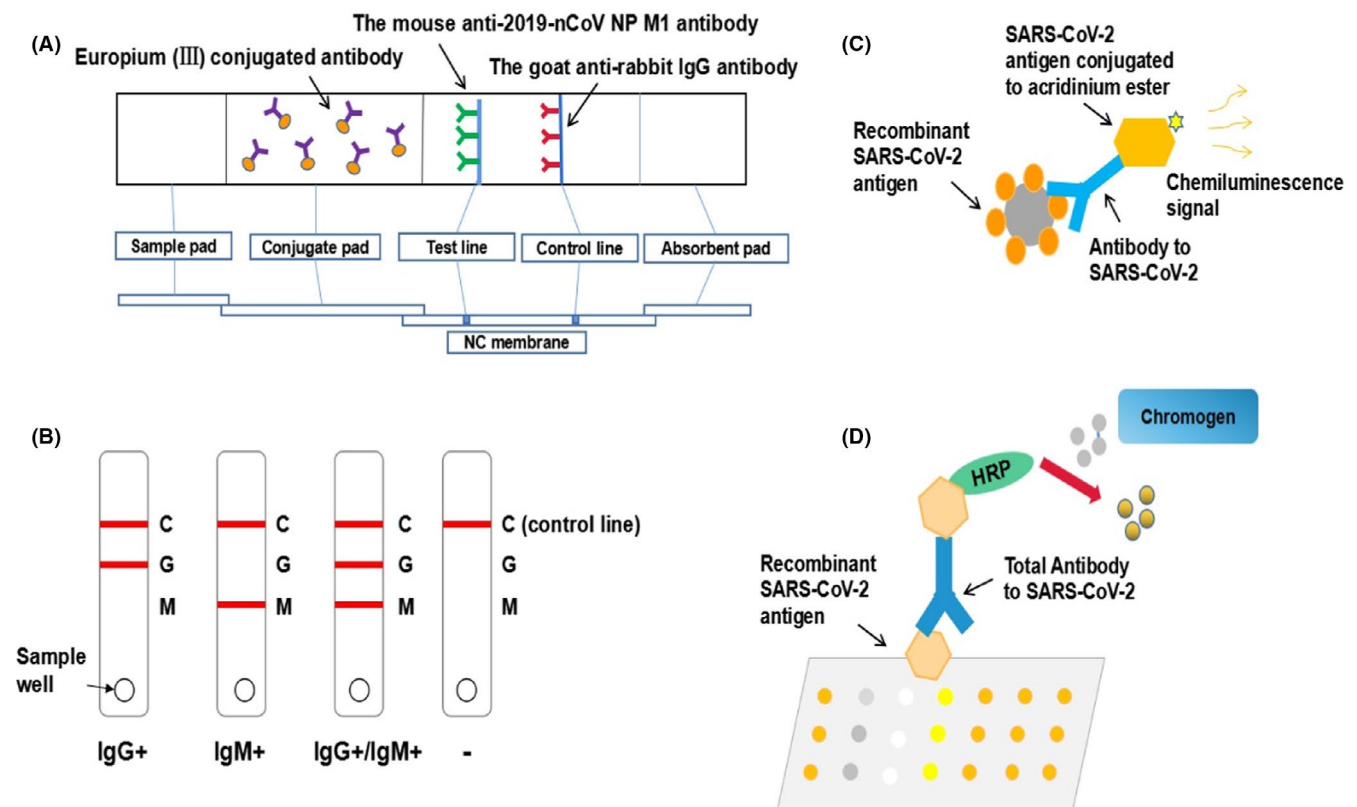 (A)
The mouse anti-2019-nCoV NP M1 antibody
Europium (Ⅲ) conjugated antibody
The goat anti-rabbit IgG antibody
Sample pad
Conjugate pad
Test line
Control line
Absorbent pad
NC membrane
(B)
C
G
M
C
G
M
C
G
M
C (control line)
G
M
Sample
well
IgG+
IgM+
IgG+/IgM+
-
(C)
SARS-CoV-2
antigen conjugated
to acridinium ester
Recombinant
SARS-CoV-2
antigen
Chemiluminescence
signal
Antibody to
SARS-CoV-2
(D)
Chromogen
HRP
Recombinant
SARS-CoV-2
antigen
Total Antibody
to SARS-CoV-2